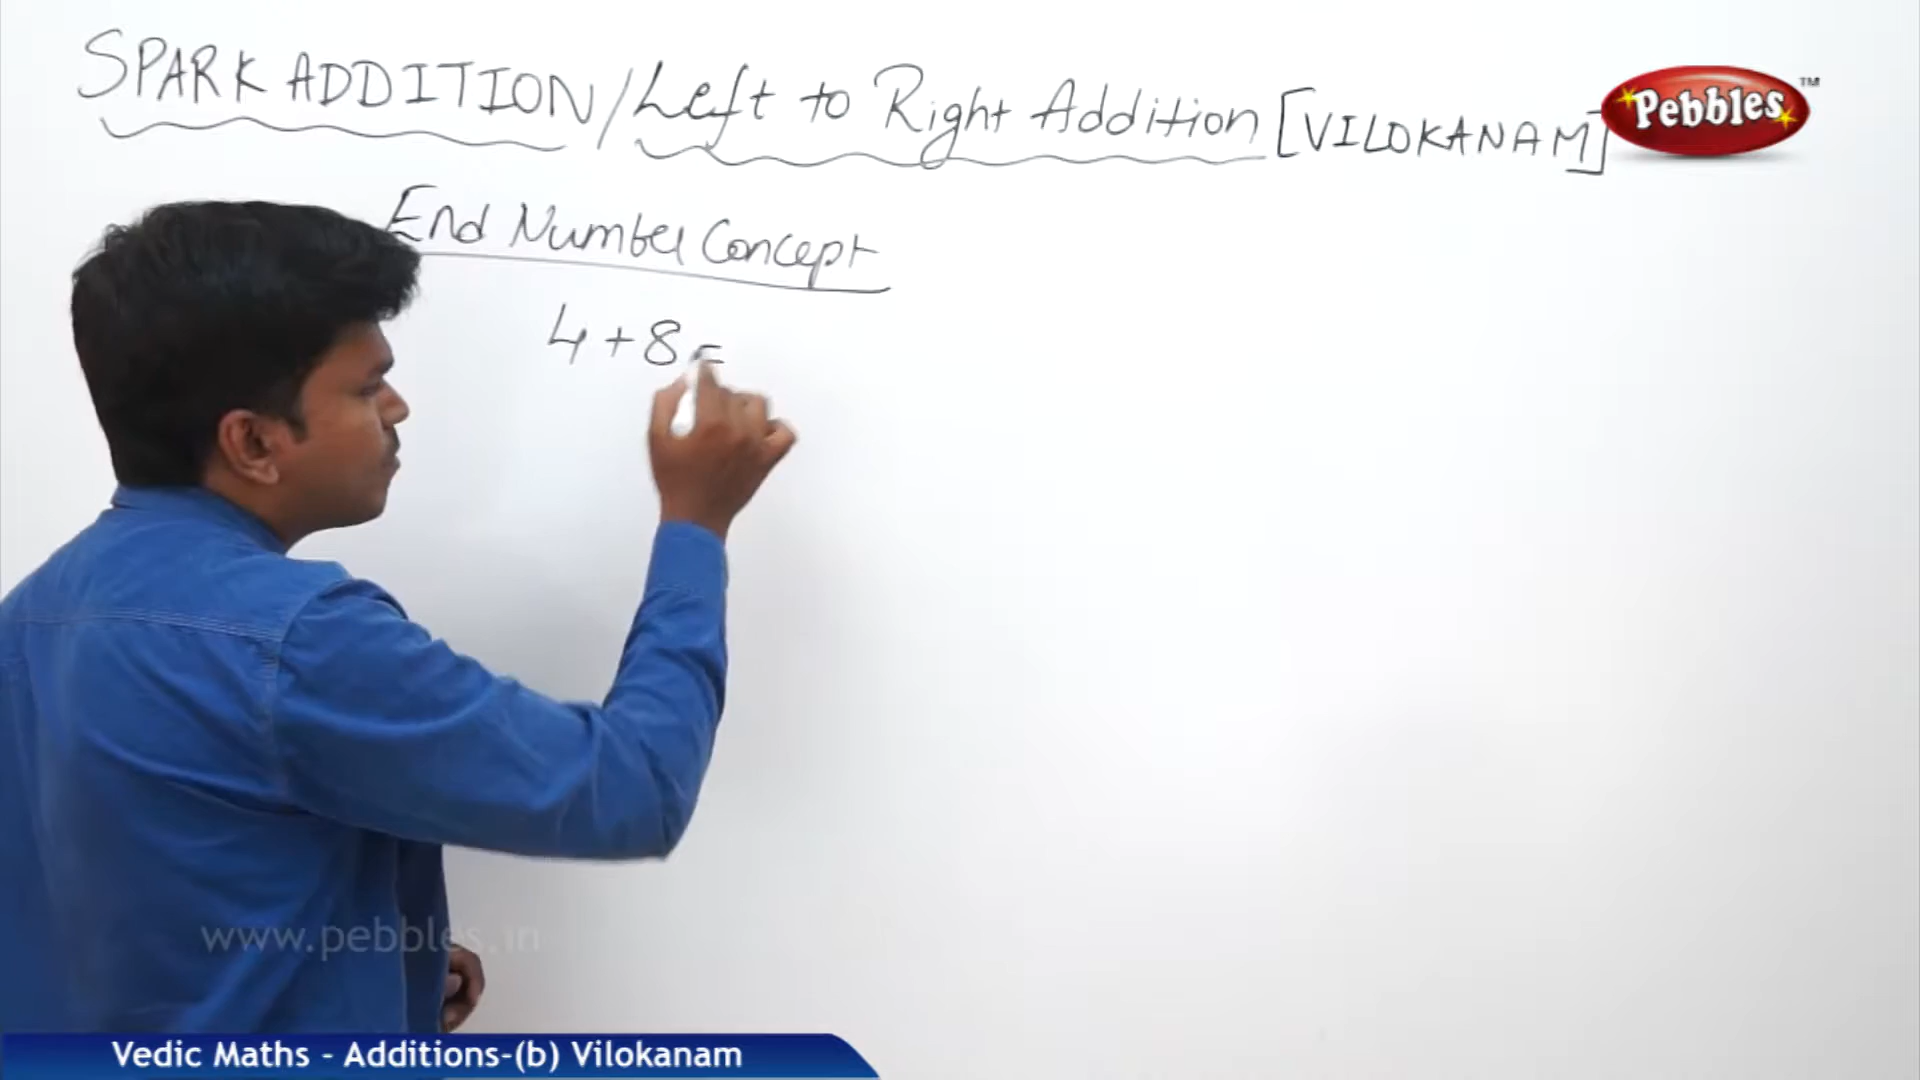 SPARK ADDITION/Left to Right Addition [VILOKANAM]
Pebbles™
End Number Concept
4+8=
www.pebbles.in
Vedic Maths - Additions-(b) Vilokanam